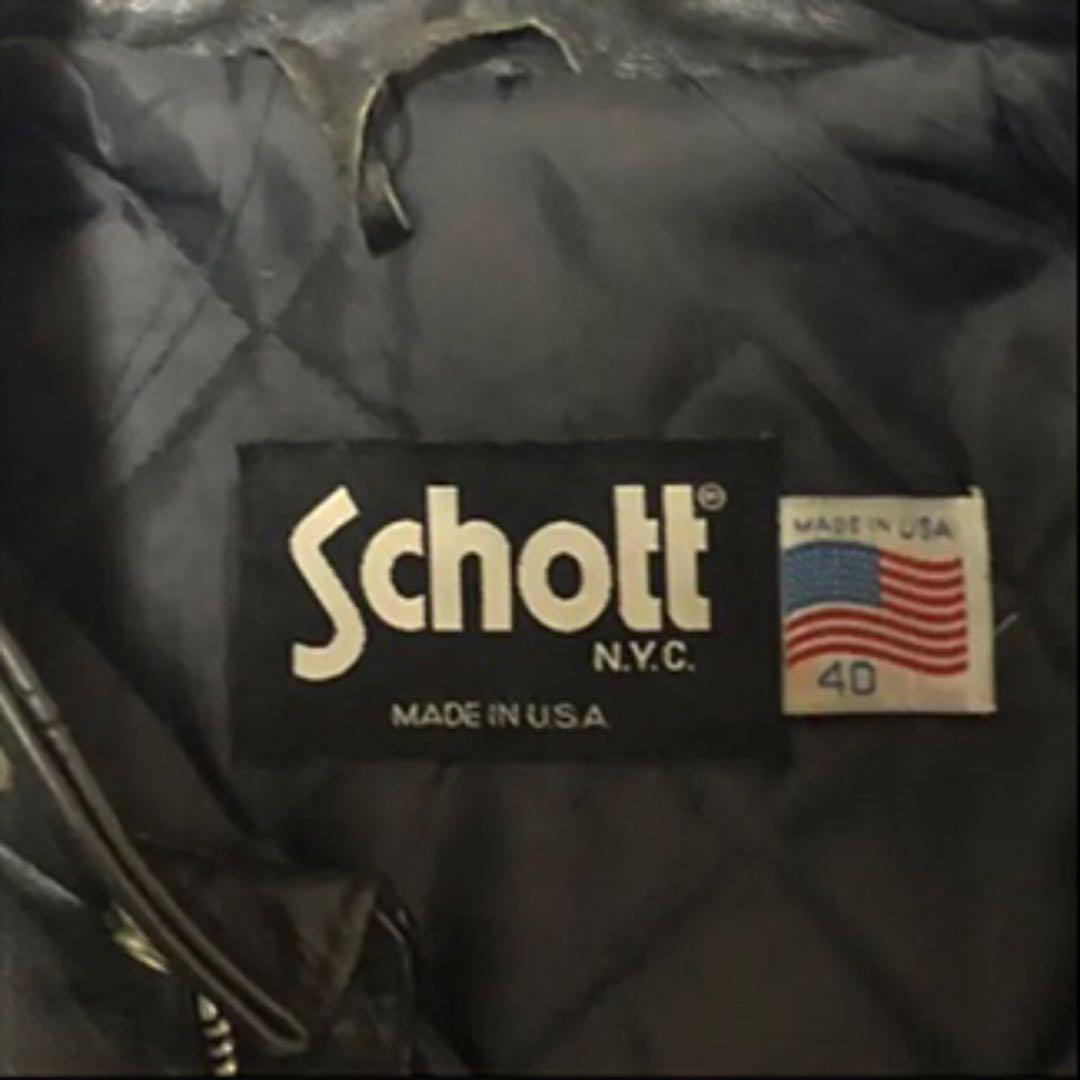 Schott®
N.Y.C.
MADE IN U.S.A.
MADE IN USA
40